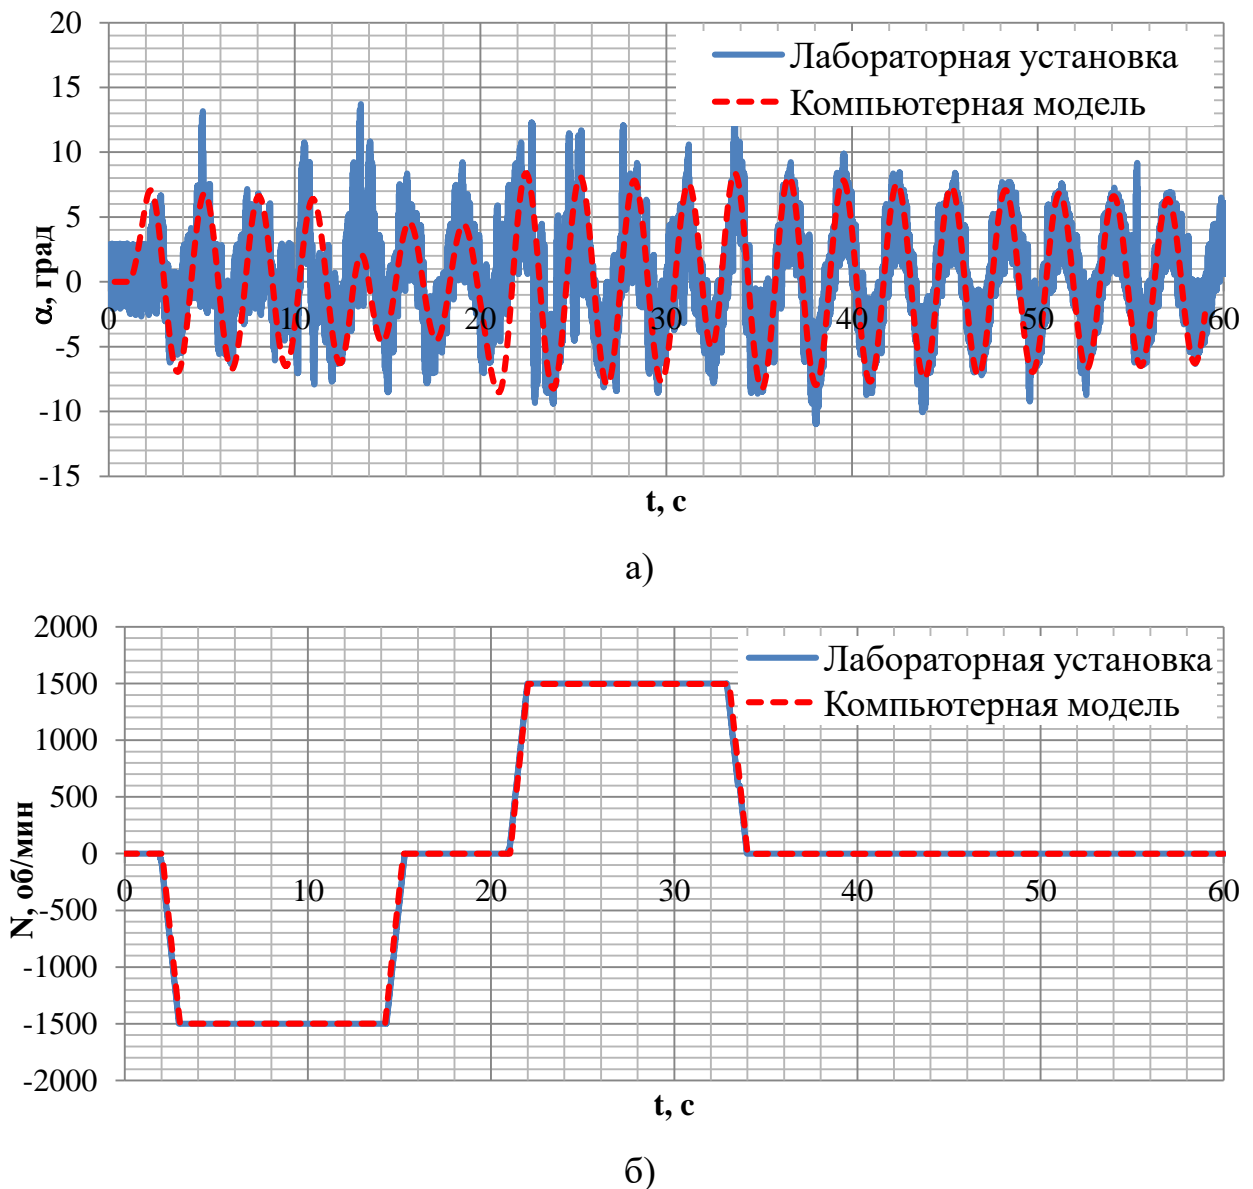 20
15
10
5
0
-5
-10
-15
α, град
0 10 20 30 40 50 60
t, с
Лабораторная установка
Компьютерная модель
а)
2000
1500
1000
500
0
-500
-1000
-1500
-2000
N, об/мин
0 10 20 30 40 50 60
t, с
Лабораторная установка
Компьютерная модель
б)